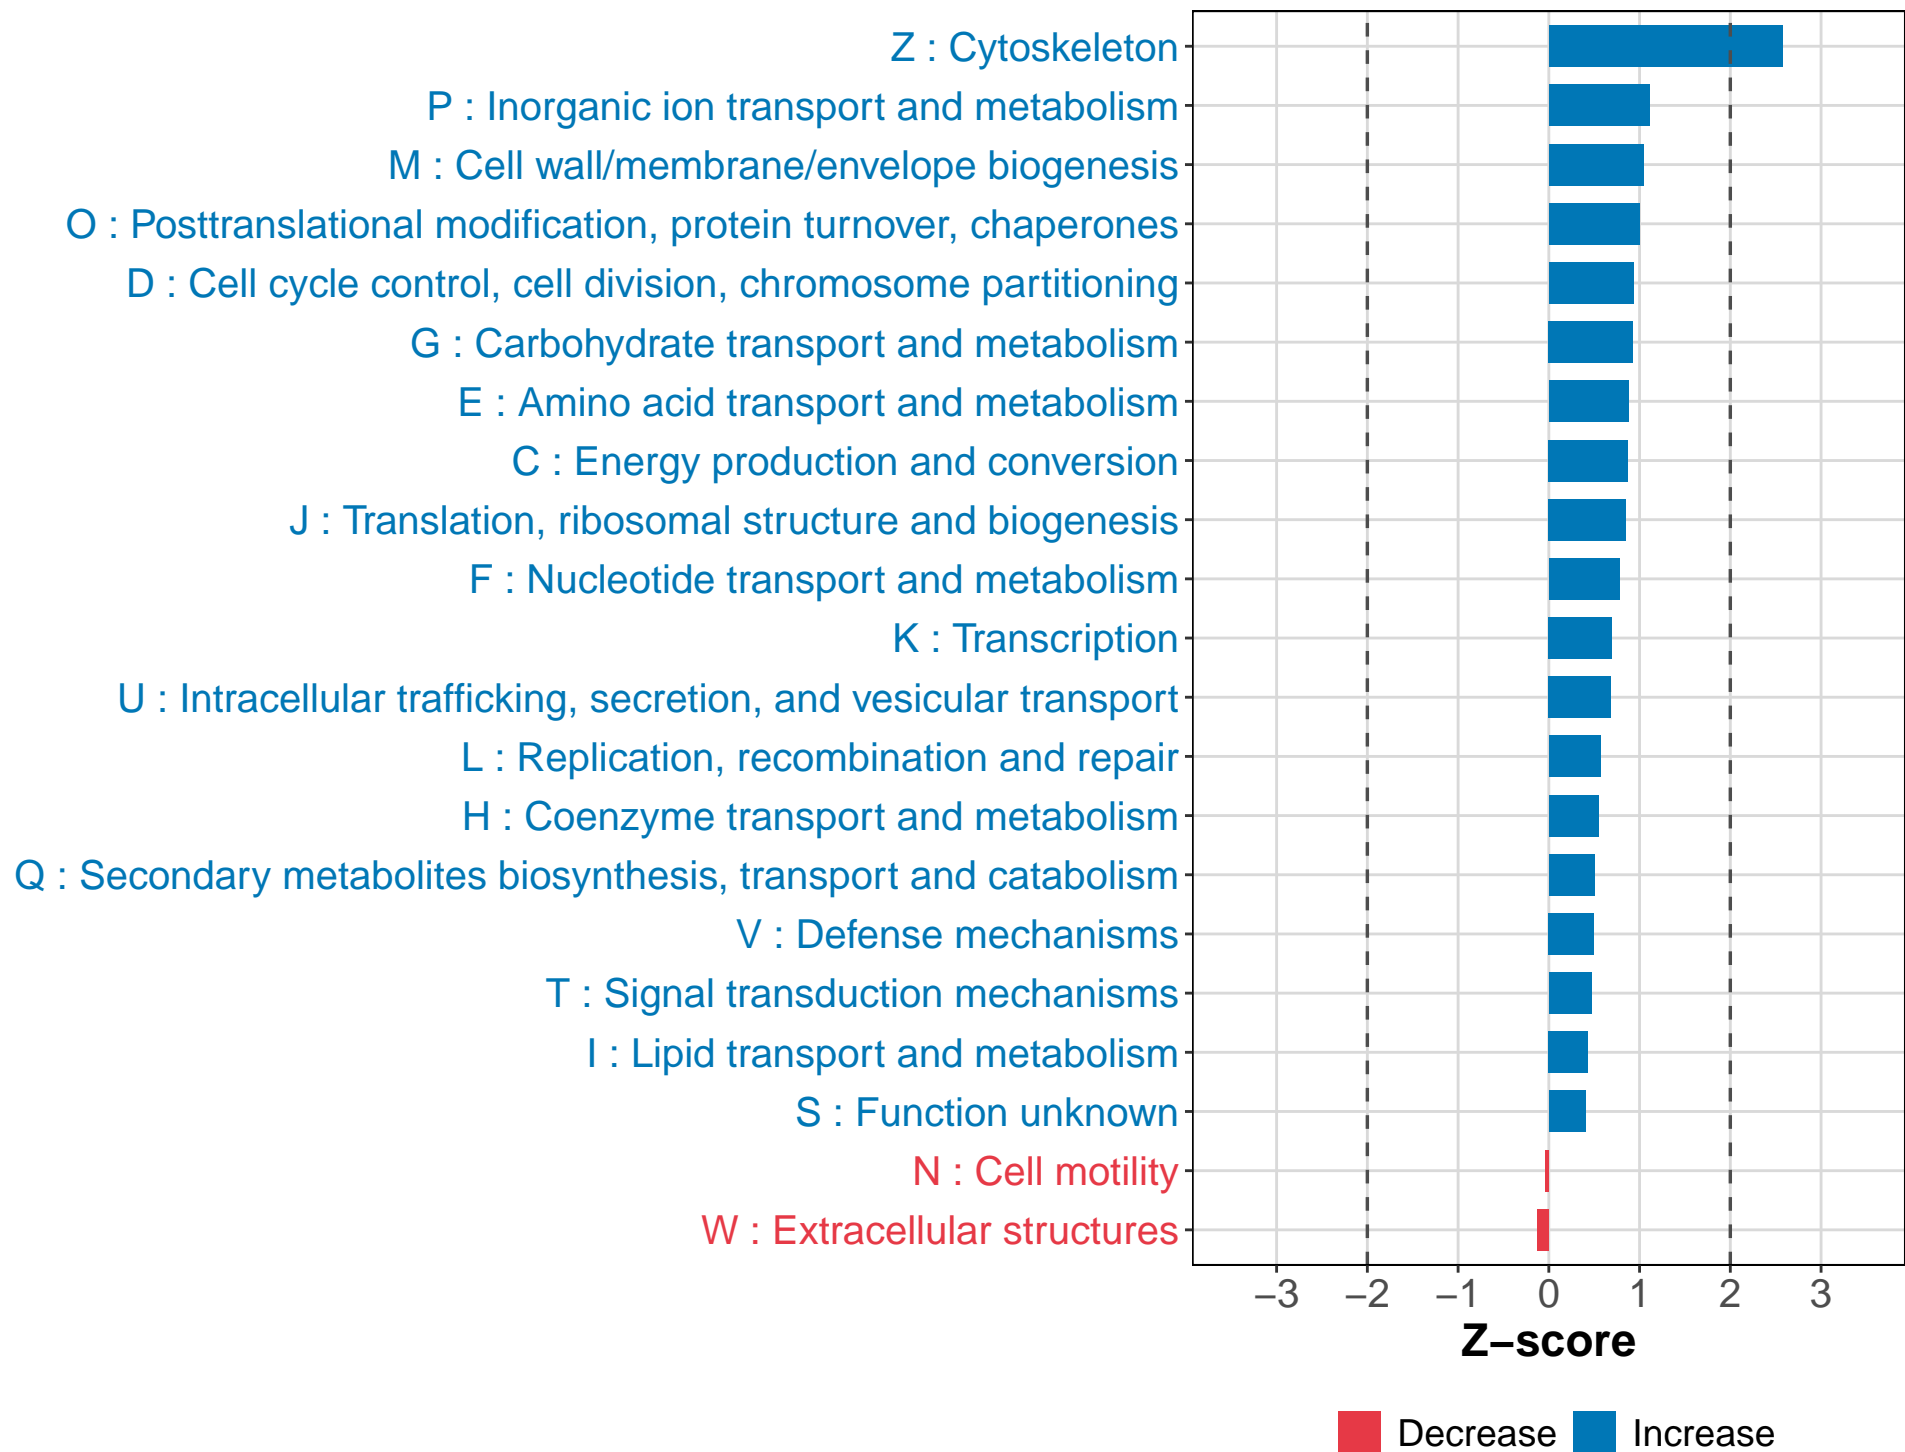 Z : Cytoskeleton
P : Inorganic ion transport and metabolism
M : Cell wall/membrane/envelope biogenesis
O : Posttranslational modification, protein turnover, chaperones
D : Cell cycle control, cell division, chromosome partitioning
G : Carbohydrate transport and metabolism
E : Amino acid transport and metabolism
C : Energy production and conversion
J : Translation, ribosomal structure and biogenesis
F : Nucleotide transport and metabolism
K : Transcription
U : Intracellular trafficking, secretion, and vesicular transport
L : Replication, recombination and repair
H : Coenzyme transport and metabolism
Q : Secondary metabolites biosynthesis, transport and catabolism
V : Defense mechanisms
T : Signal transduction mechanisms
I : Lipid transport and metabolism
S : Function unknown
N : Cell motility
W : Extracellular structures
−3 −2 −1 0 1 2 3
Z−score
Decrease Increase